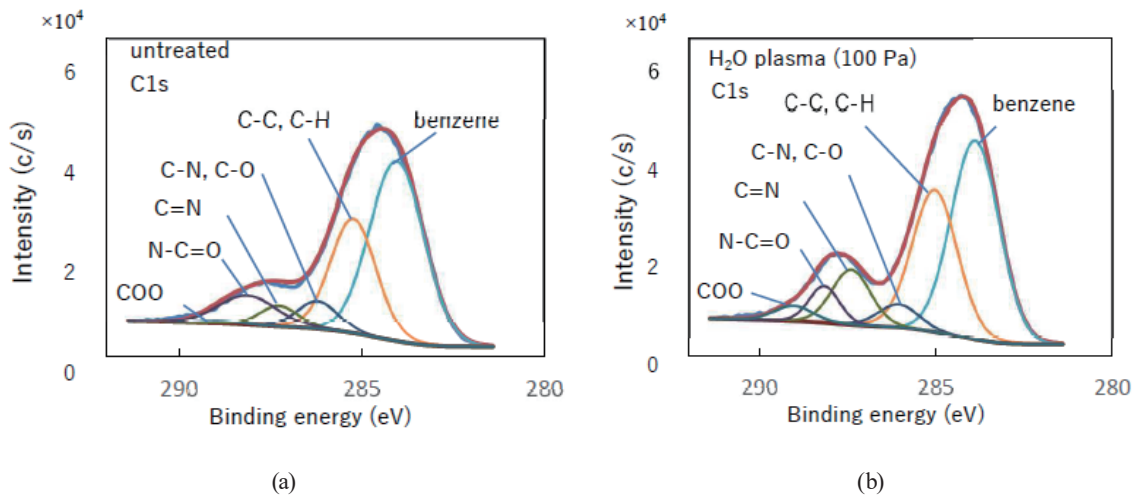 ×10⁴
6
4
2
0
Intensity (c/s)
untreated
C1s
C-C, C-H
benzene
C-N, C-O
C=N
N-C=O
COO
290
285
280
Binding energy (eV)
(a)
×10⁴
6
4
2
0
Intensity (c/s)
H₂O plasma (100 Pa)
C1s
C-C, C-H
benzene
C-N, C-O
C=N
N-C=O
COO
290
285
280
Binding energy (eV)
(b)